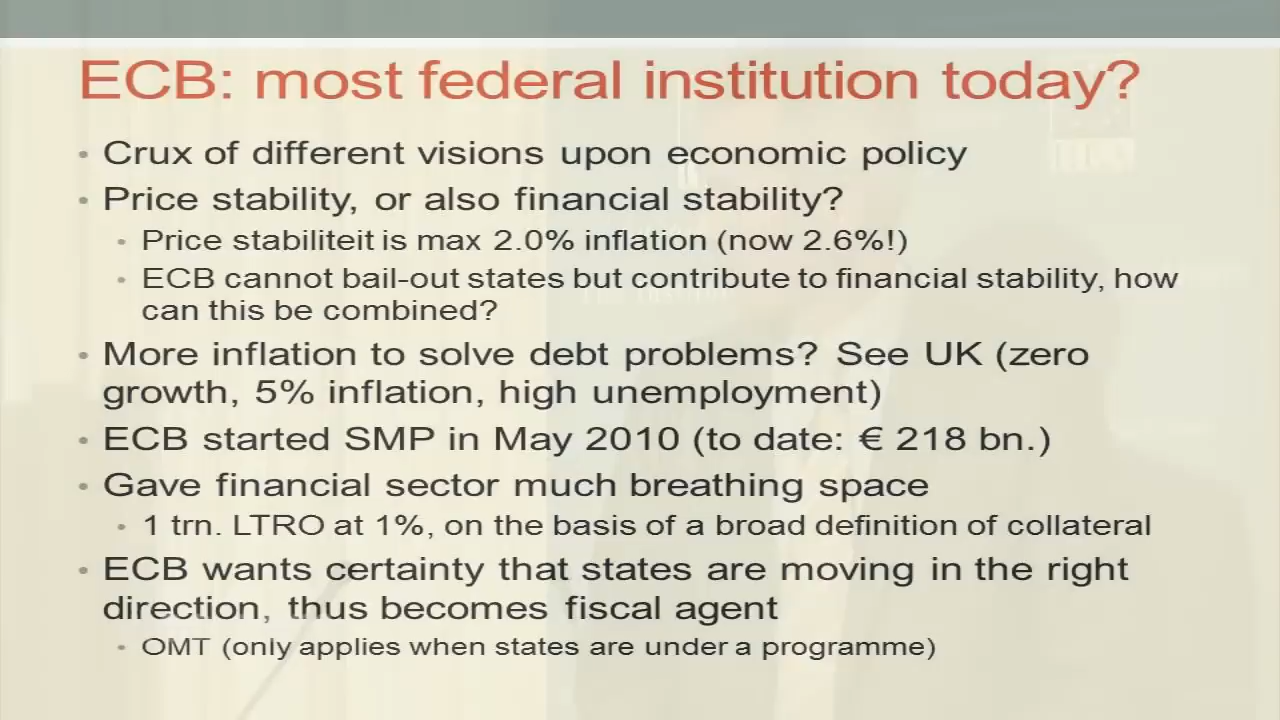 ECB: most federal institution today?
• Crux of different visions upon economic policy
• Price stability, or also financial stability?
• Price stabiliteit is max 2.0% inflation (now 2.6%!)
• ECB cannot bail-out states but contribute to financial stability, how
can this be combined?
• More inflation to solve debt problems? See UK (zero
growth, 5% inflation, high unemployment)
• ECB started SMP in May 2010 (to date: € 218 bn.)
• Gave financial sector much breathing space
• 1 trn. LTRO at 1%, on the basis of a broad definition of collateral
• ECB wants certainty that states are moving in the right
direction, thus becomes fiscal agent
• OMT (only applies when states are under a programme)